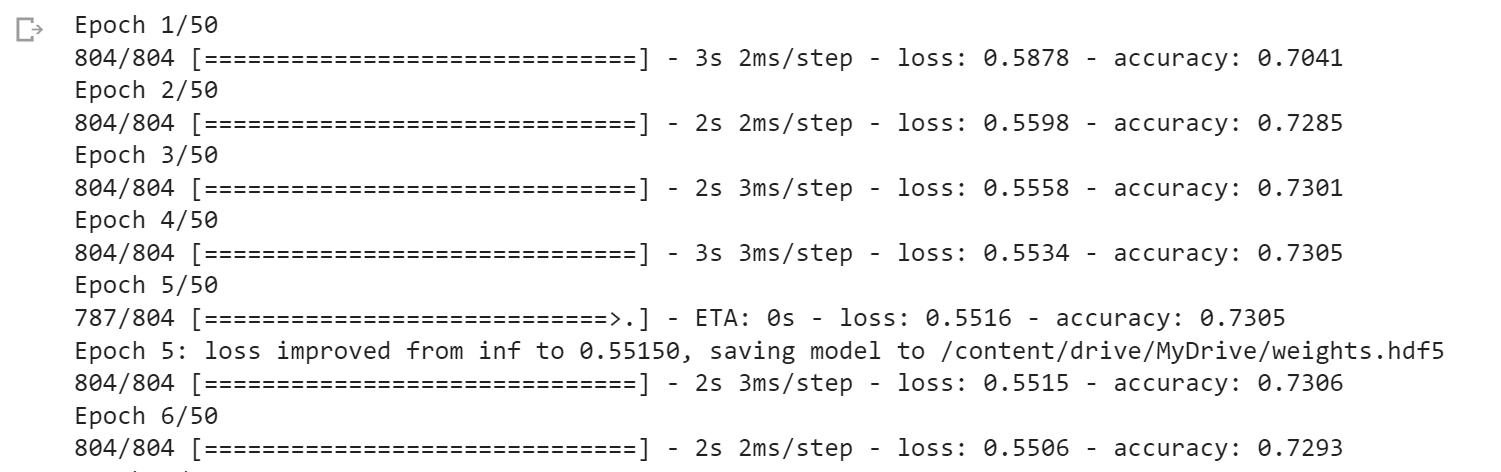 Epoch 1/50
804/804 [==============================] - 3s 2ms/step - loss: 0.5878 - accuracy: 0.7041
Epoch 2/50
804/804 [==============================] - 2s 2ms/step - loss: 0.5598 - accuracy: 0.7285
Epoch 3/50
804/804 [==============================] - 2s 3ms/step - loss: 0.5558 - accuracy: 0.7301
Epoch 4/50
804/804 [==============================] - 3s 3ms/step - loss: 0.5534 - accuracy: 0.7305
Epoch 5/50
787/804 [============================>.] - ETA: 0s - loss: 0.5516 - accuracy: 0.7305
Epoch 5: loss improved from inf to 0.55150, saving model to /content/drive/MyDrive/weights.hdf5
804/804 [==============================] - 2s 3ms/step - loss: 0.5515 - accuracy: 0.7306
Epoch 6/50
804/804 [==============================] - 2s 2ms/step - loss: 0.5506 - accuracy: 0.7293